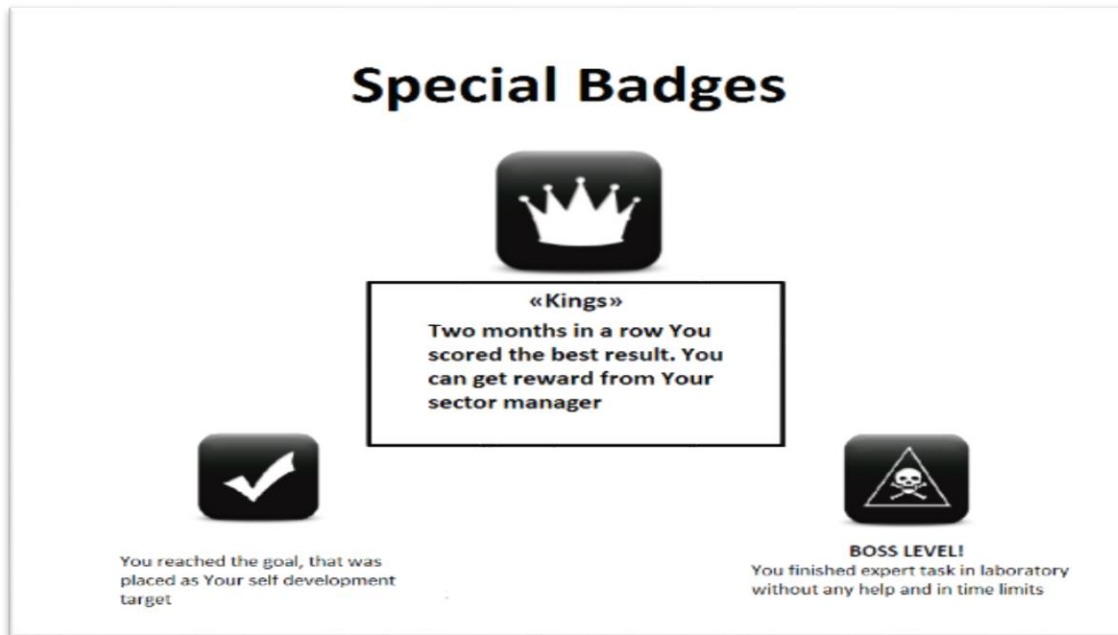 Special Badges
«Kings»
Two months in a row You
scored the best result. You
can get reward from Your
sector manager
You reached the goal, that was
placed as Your self development
target
BOSS LEVEL!
You finished expert task in laboratory
without any help and in time limits